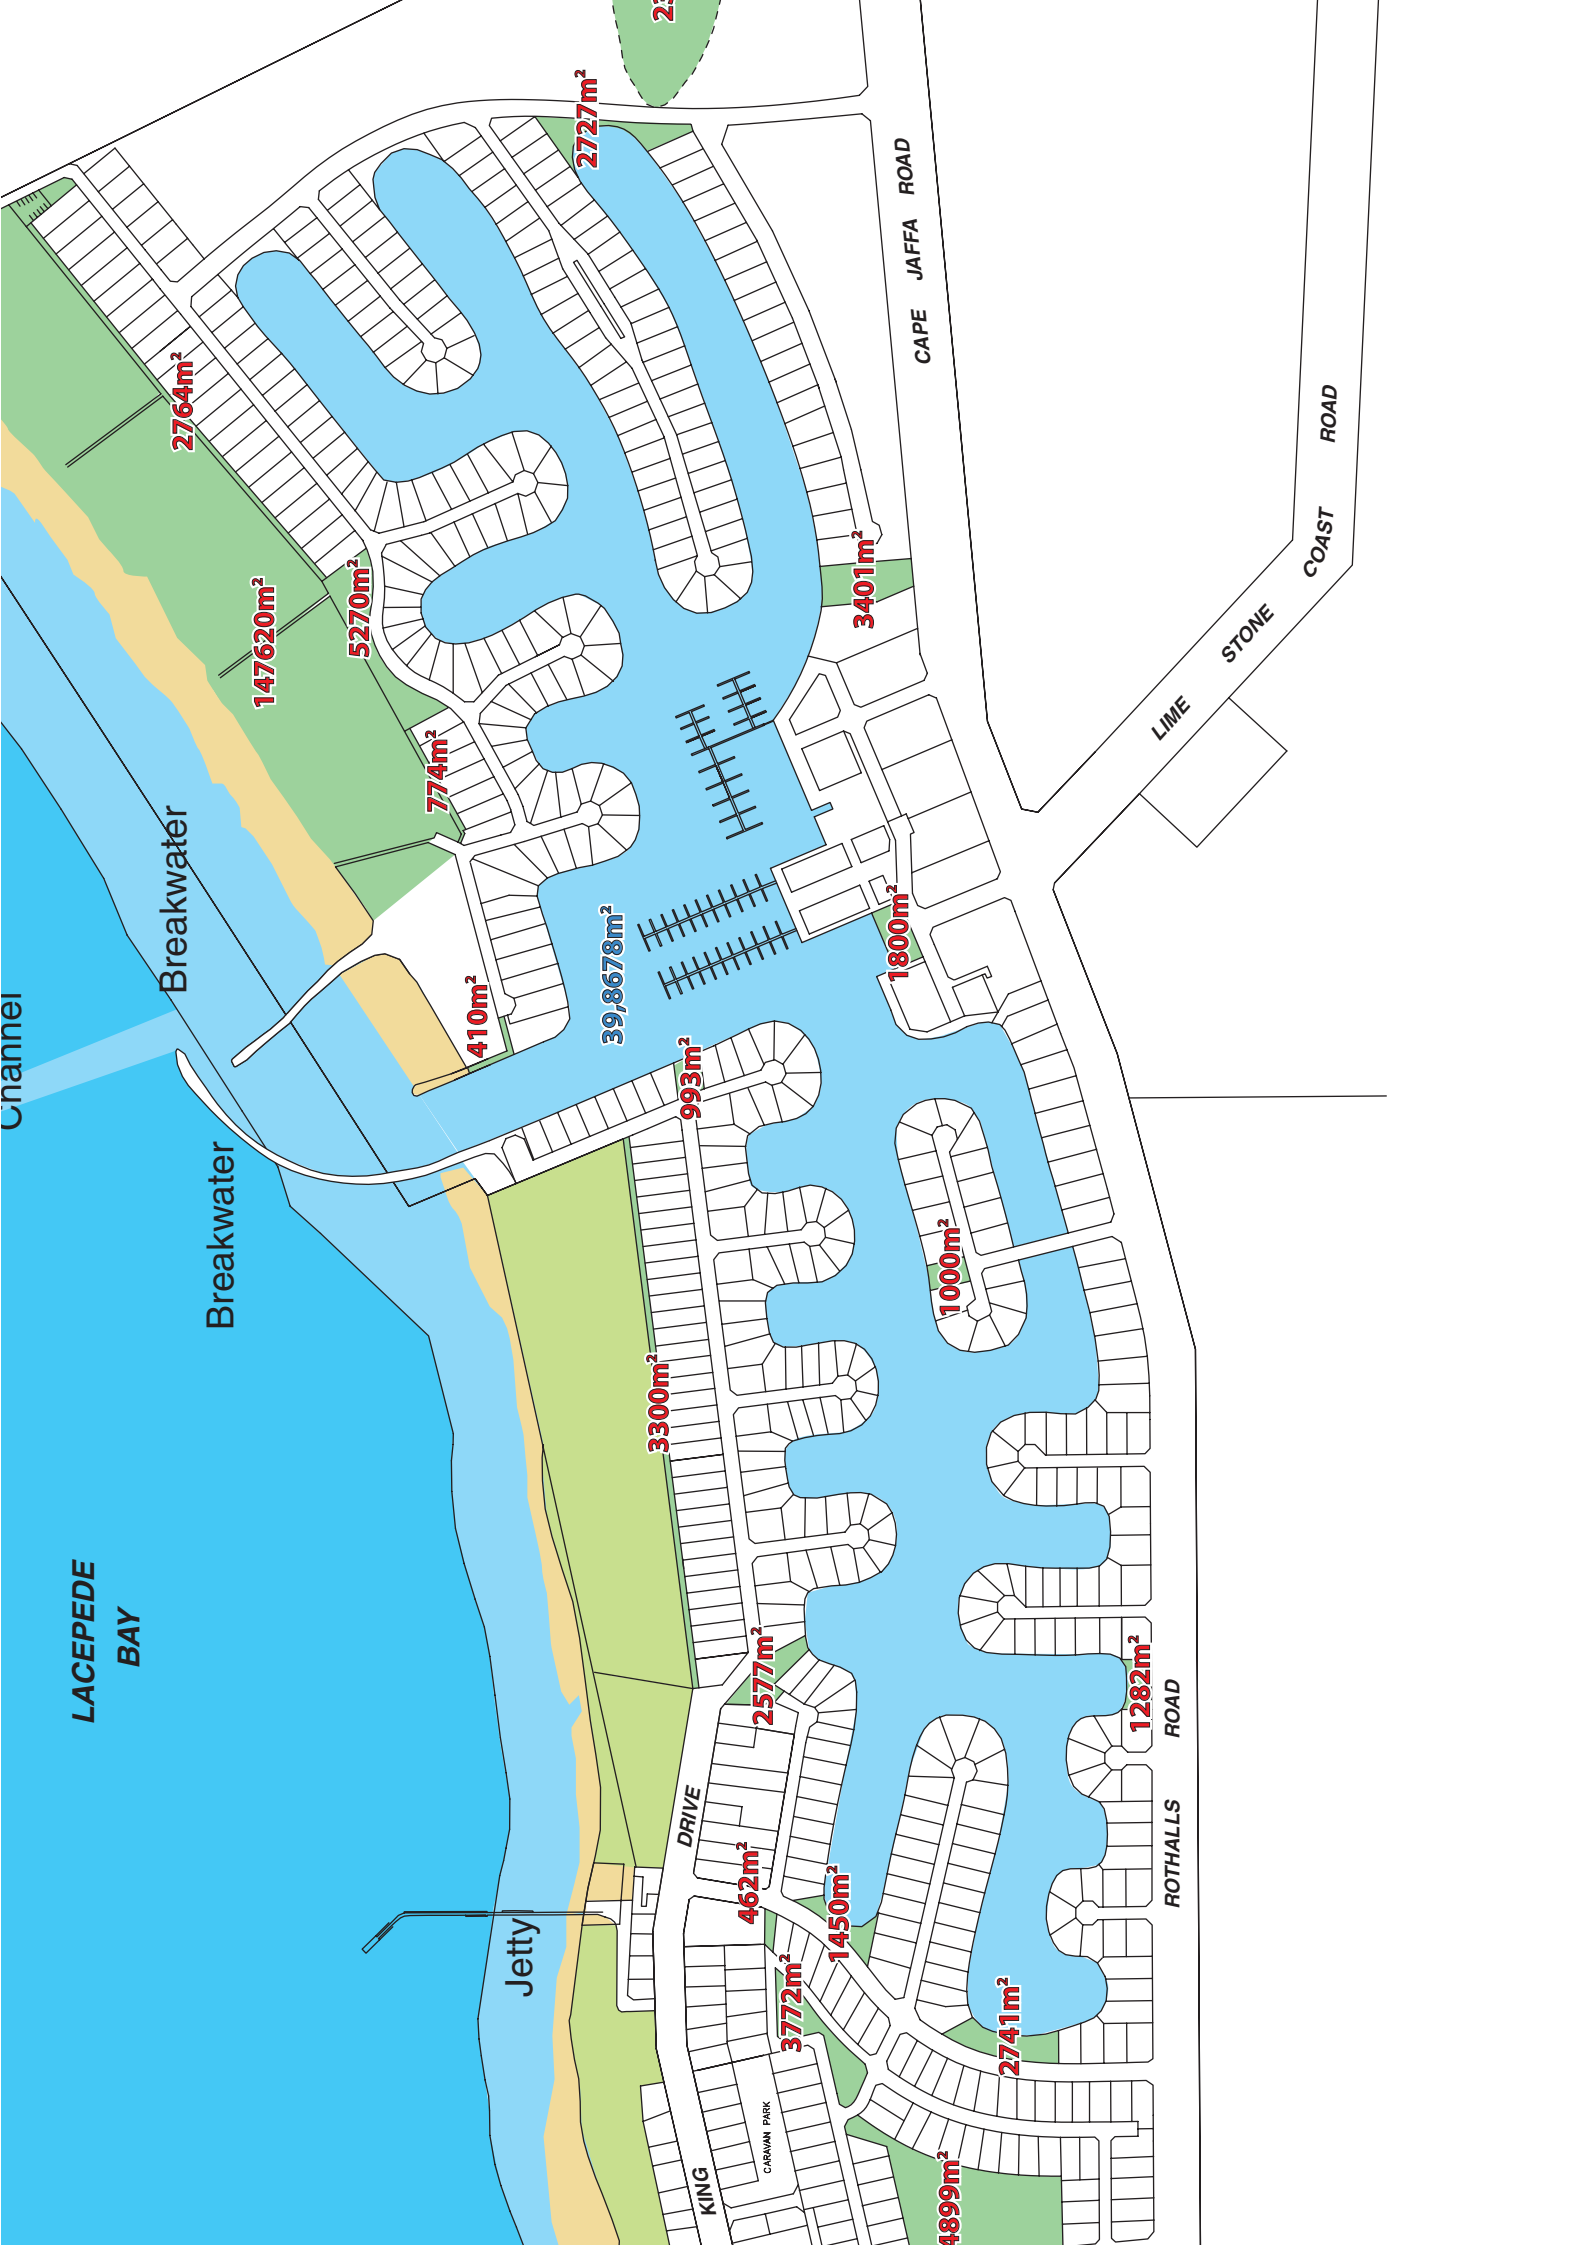 Channel
Breakwater
Breakwater
LACEPEDE
BAY
Jetty
2764m²
147620m²
5270m²
774m²
410m²
39,8678m²
993m²
2727m²
3401m²
1800m²
1000m²
3300m²
2577m²
462m²
1450m²
3772m²
2741m²
1282m²
4899m²
CAPE JAFFA ROAD
LIME STONE COAST ROAD
ROTHALLS ROAD
KING DRIVE
CARAVAN PARK